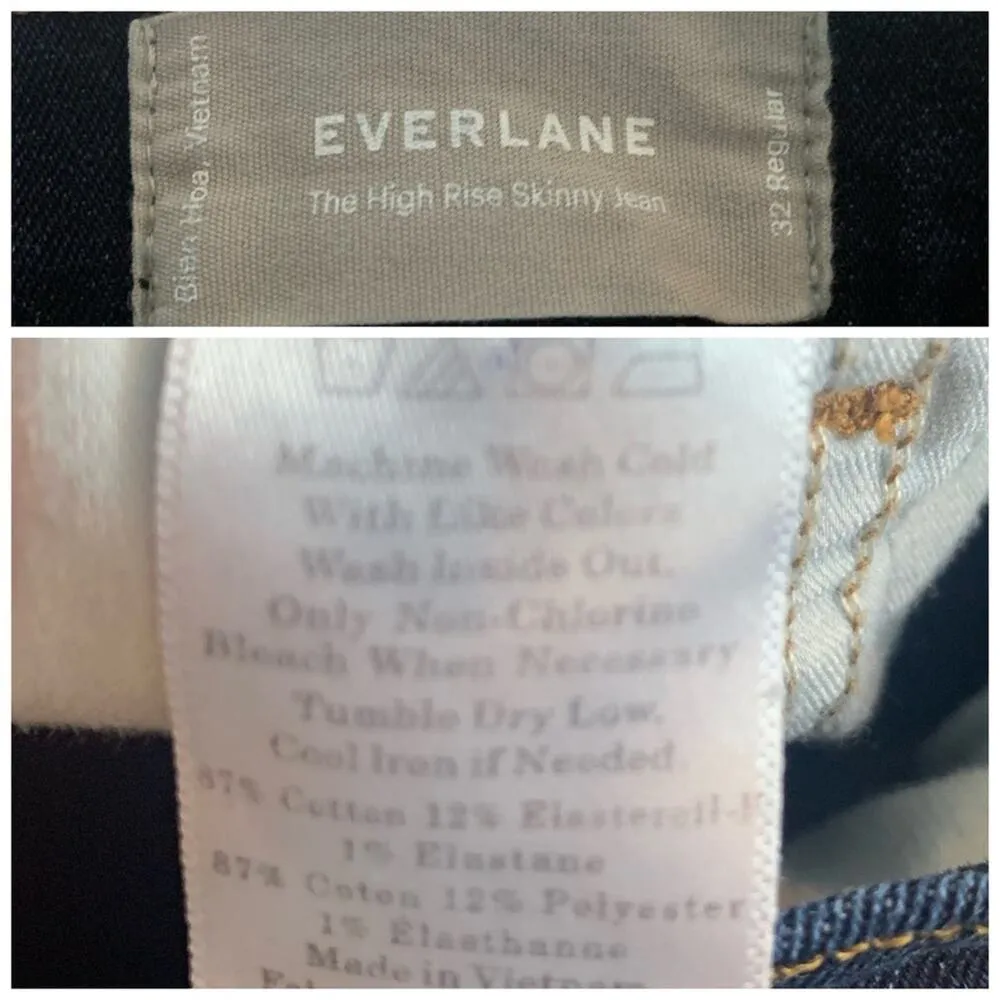 Bien Hoa, Vietnam
EVERLANE
The High Rise Skinny Jean
32 Regular
Machine Wash Cold
With Like Colors
Wash Inside Out.
Only Non-Chlorine
Bleach When Necessary
Tumble Dry Low.
Cool Iron if Needed.
87% Cotton 12%
1% Elastane
87% Coton 12% Polyester
1% Elasthanne
Made in Vietnam